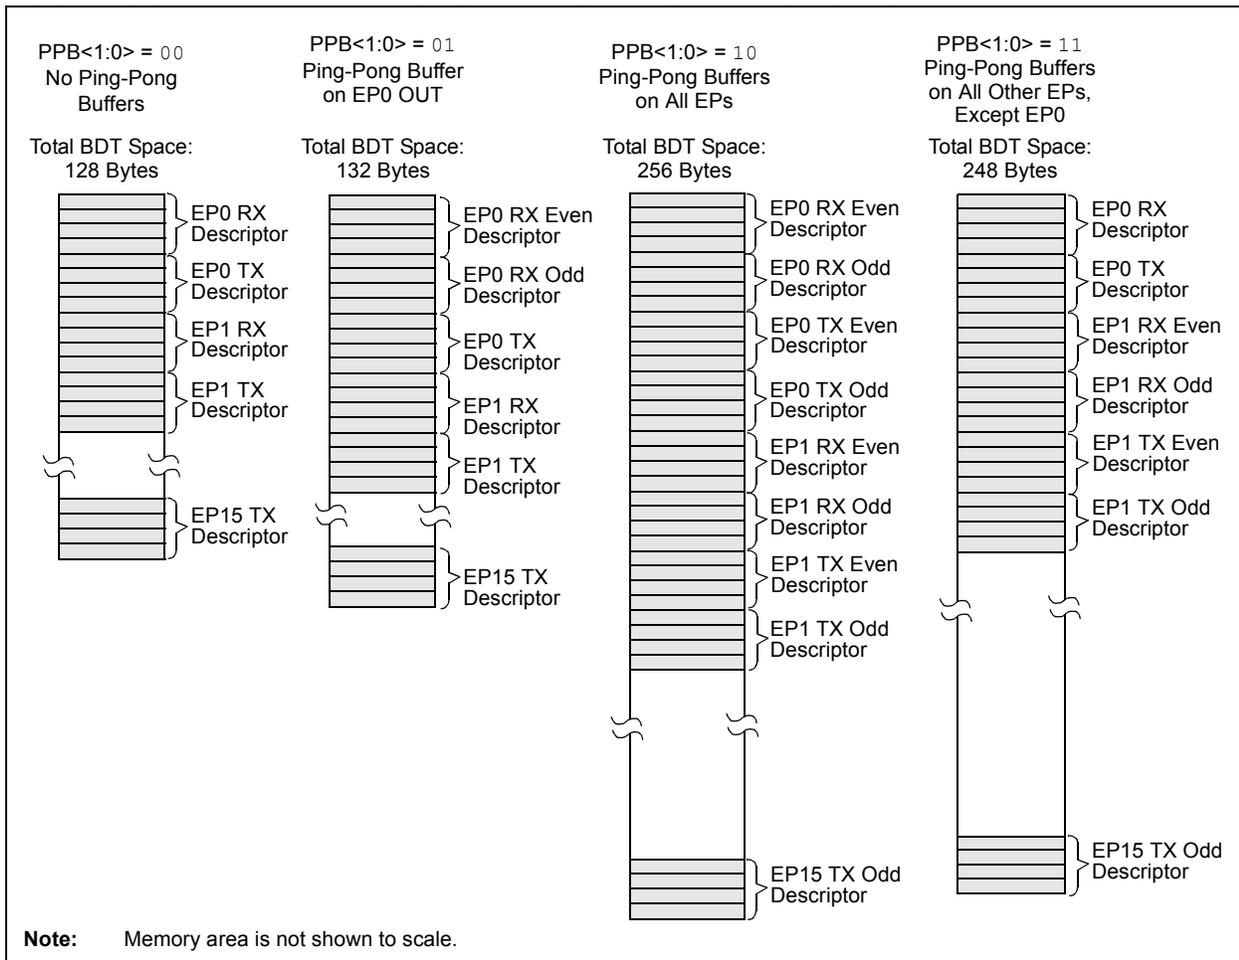 PPB<1:0> = 00
No Ping-Pong
Buffers
Total BDT Space:
128 Bytes
EP0 RX
Descriptor
EP0 TX
Descriptor
EP1 RX
Descriptor
EP1 TX
Descriptor
EP15 TX
Descriptor
PPB<1:0> = 01
Ping-Pong Buffer
on EP0 OUT
Total BDT Space:
132 Bytes
EP0 RX Even
Descriptor
EP0 RX Odd
Descriptor
EP0 TX
Descriptor
EP1 RX
Descriptor
EP1 TX
Descriptor
EP15 TX
Descriptor
PPB<1:0> = 10
Ping-Pong Buffers
on All EPs
Total BDT Space:
256 Bytes
EP0 RX Even
Descriptor
EP0 RX Odd
Descriptor
EP0 TX Even
Descriptor
EP0 TX Odd
Descriptor
EP1 RX Even
Descriptor
EP1 RX Odd
Descriptor
EP1 TX Even
Descriptor
EP1 TX Odd
Descriptor
EP15 TX Odd
Descriptor
PPB<1:0> = 11
Ping-Pong Buffers
on All Other EPs,
Except EP0
Total BDT Space:
248 Bytes
EP0 RX
Descriptor
EP0 TX
Descriptor
EP1 RX Even
Descriptor
EP1 RX Odd
Descriptor
EP1 TX Even
Descriptor
EP1 TX Odd
Descriptor
EP15 TX Odd
Descriptor
Note: Memory area is not shown to scale.